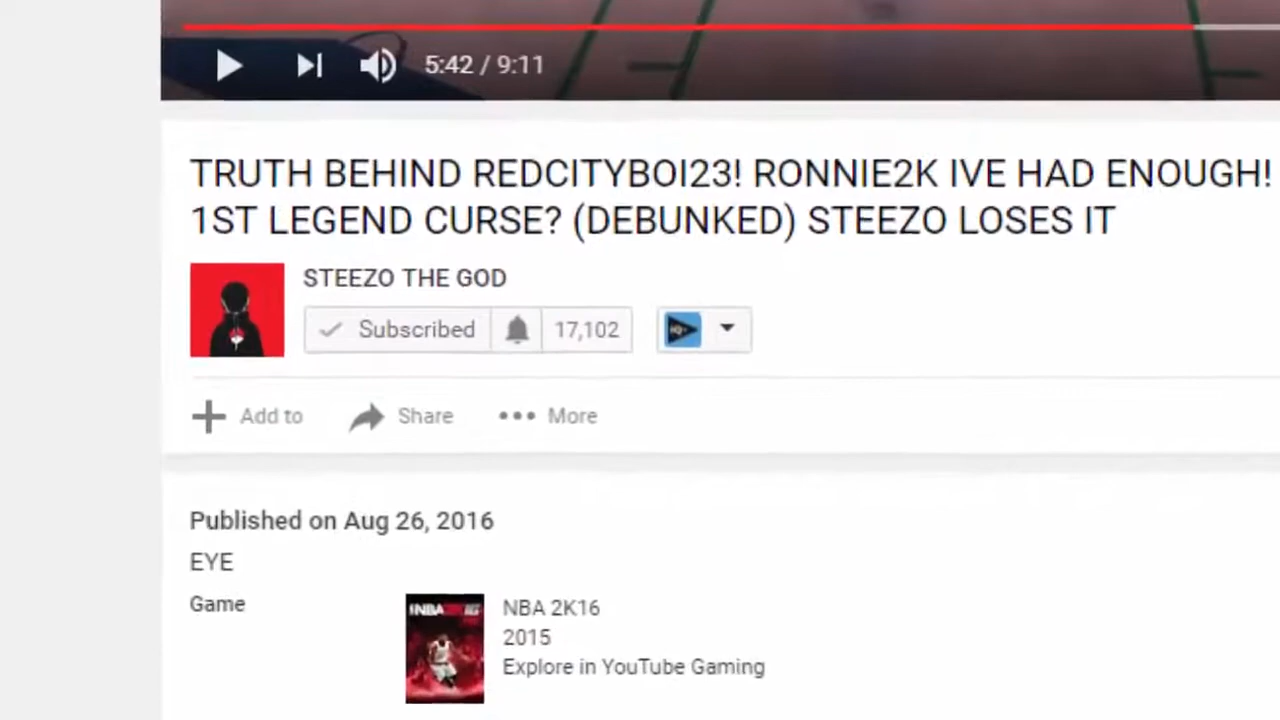 5:42 / 9:11
TRUTH BEHIND REDCITYBOI23! RONNIE2K IVE HAD ENOUGH!
1ST LEGEND CURSE? (DEBUNKED) STEEZO LOSES IT
STEEZO THE GOD
Subscribed 17,102
Add to Share More
Published on Aug 26, 2016
EYE
Game
NBA
NBA 2K16
2015
Explore in YouTube Gaming